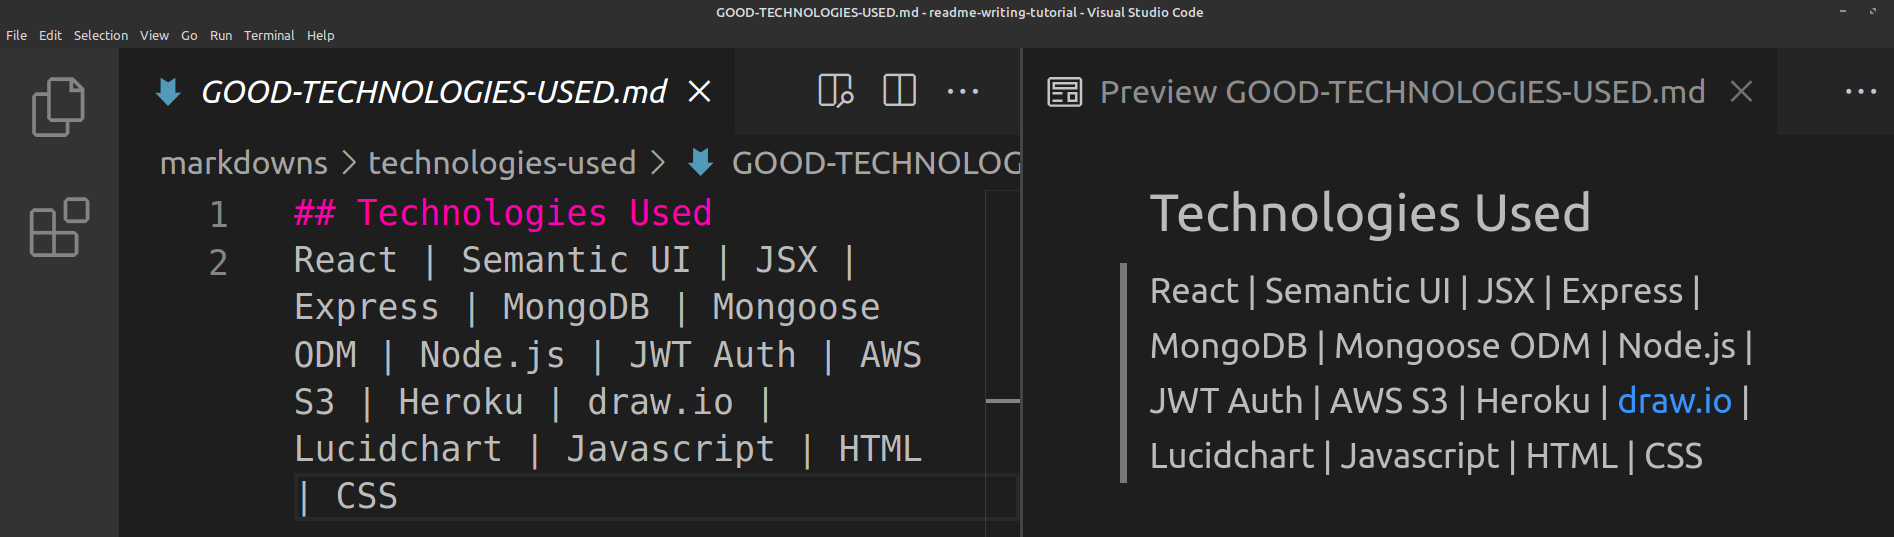 GOOD-TECHNOLOGIES-USED.md - readme-writing-tutorial - Visual Studio Code
File Edit Selection View Go Run Terminal Help
GOOD-TECHNOLOGIES-USED.md
markdowns > technologies-used > GOOD-TECHNOLOG
1 ## Technologies Used
2 React | Semantic UI | JSX |
Express | MongoDB | Mongoose
ODM | Node.js | JWT Auth | AWS
S3 | Heroku | draw.io |
Lucidchart | Javascript | HTML
| CSS
Preview GOOD-TECHNOLOGIES-USED.md
Technologies Used
React | Semantic UI | JSX | Express |
MongoDB | Mongoose ODM | Node.js |
JWT Auth | AWS S3 | Heroku | draw.io |
Lucidchart | Javascript | HTML | CSS